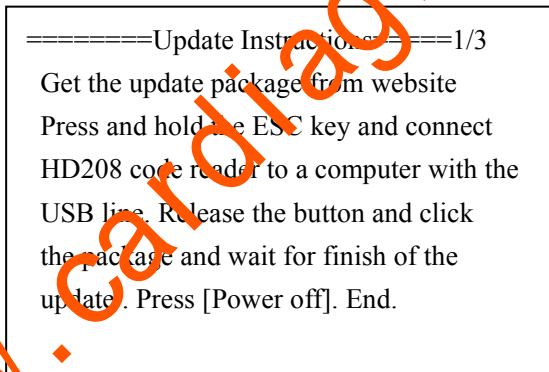 ========Update Instructions=====1/3
Get the update package from website
Press and hold the ESC key and connect
HD208 code reader to a computer with the
USB line. Release the button and click
the package and wait for finish of the
update . Press [Power off]. End.
.cardiag